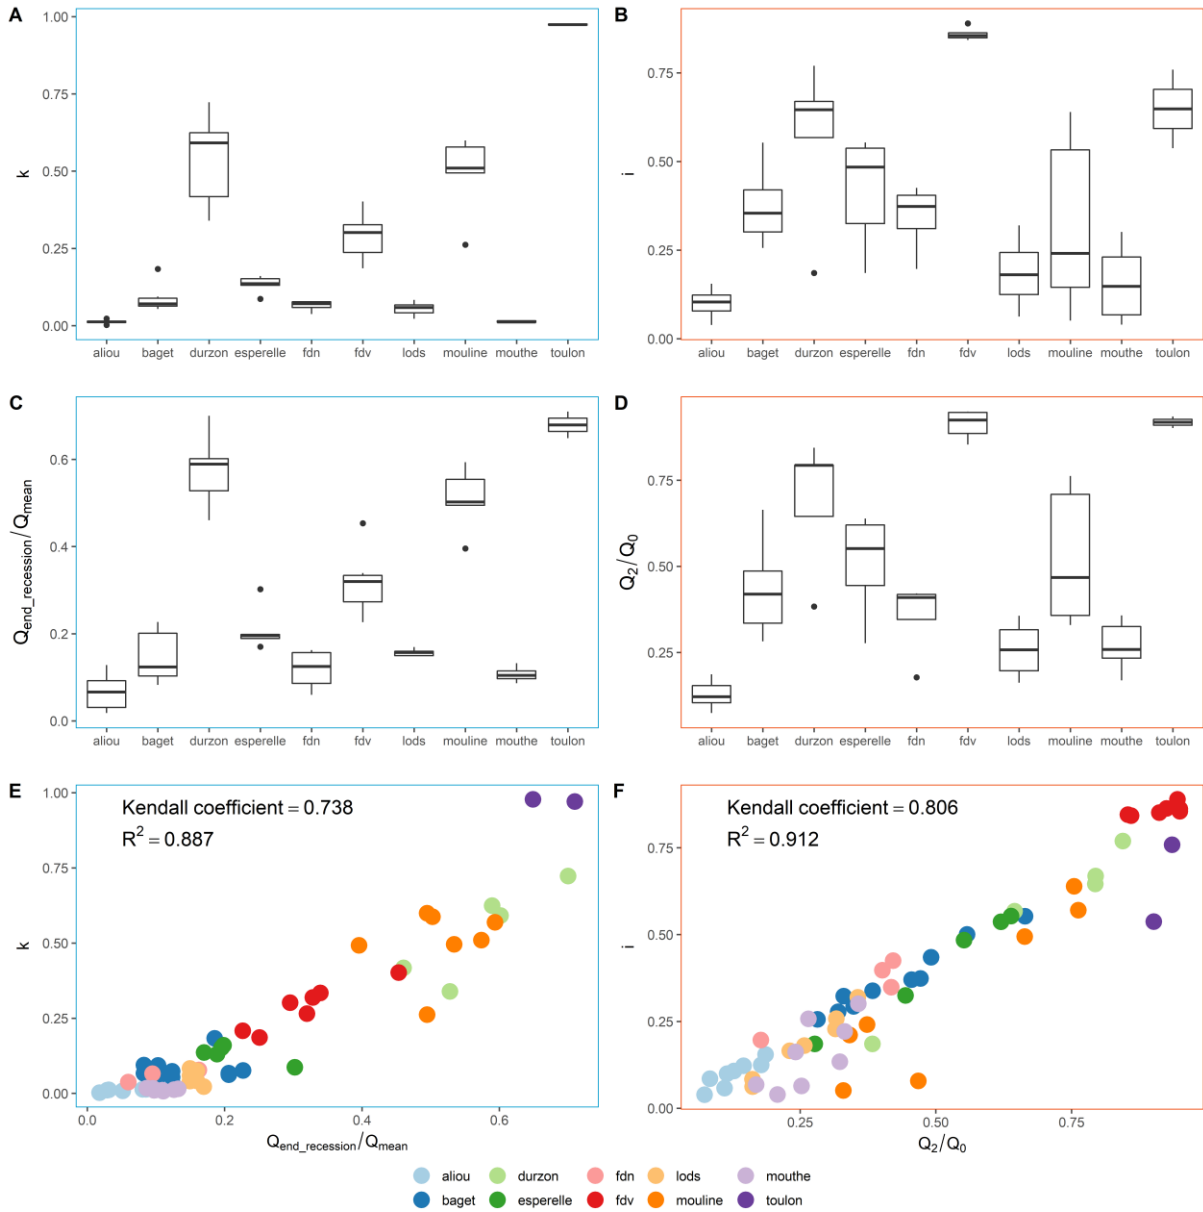 A
B
1.00
0.75
0.50
0.25
0.00
k
aliou baget durzon esperelle fdn fdv lods mouline mouthe toulon
0.75
0.50
0.25
0.00
i
aliou baget durzon esperelle fdn fdv lods mouline mouthe toulon
C
D
0.6
0.4
0.2
0.0
Qend_recession/Qmean
aliou baget durzon esperelle fdn fdv lods mouline mouthe toulon
0.75
0.50
0.25
Q2/Q0
aliou baget durzon esperelle fdn fdv lods mouline mouthe toulon
E
F
Kendall coefficient = 0.738
R² = 0.887
1.00
0.75
0.50
0.25
0.00
k
0.0 0.2 0.4 0.6
Qend_recession/Qmean
Kendall coefficient = 0.806
R² = 0.912
0.75
0.50
0.25
0.00
i
0.25 0.50 0.75
Q2/Q0
aliou durzon fdn lods mouthe
baget esperelle fdv mouline toulon